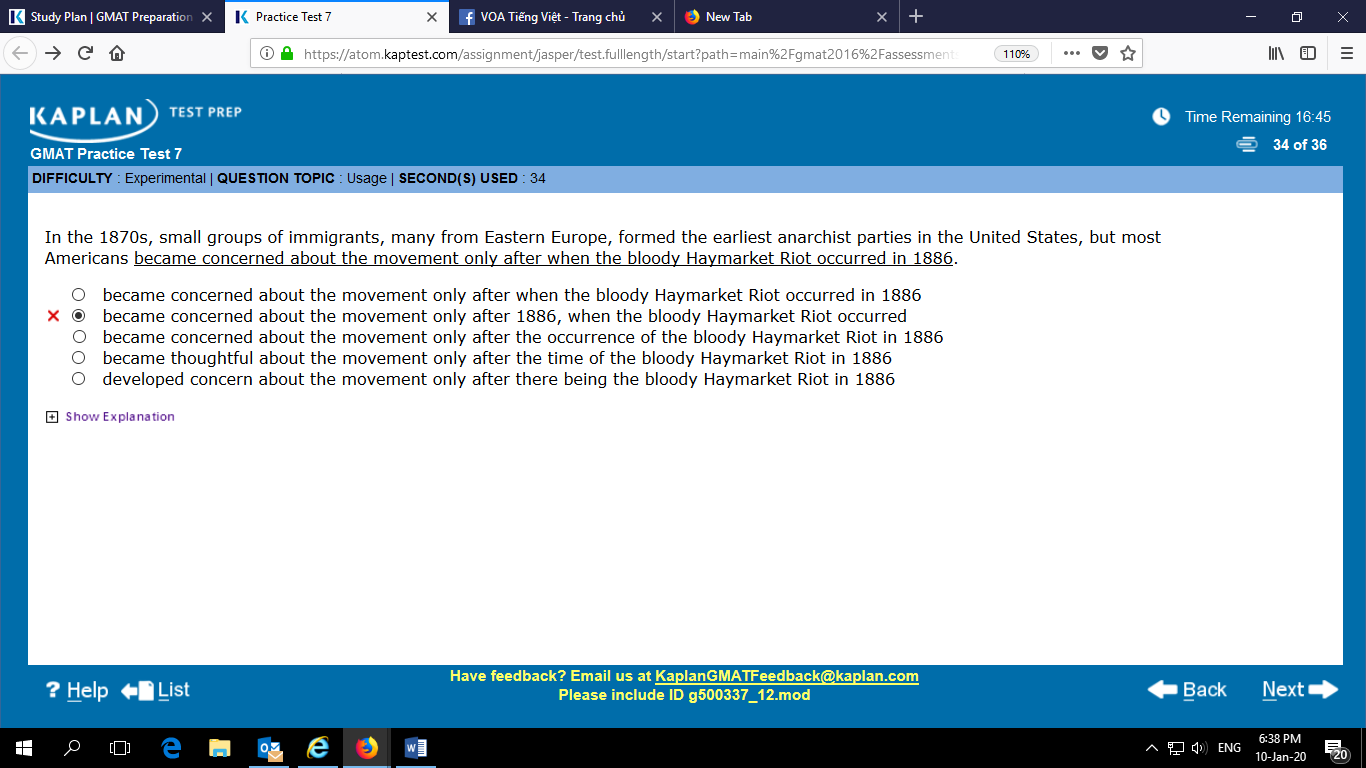 Study Plan | GMAT Preparation
Practice Test 7
VOA Tiếng Việt - Trang chủ
New Tab
https://atom.kaptest.com/assignment/jasper/test.fulllength/start?path=main%2Fgmat2016%2Fassessment
110%
KAPLAN TEST PREP
Time Remaining 16:45
GMAT Practice Test 7
34 of 36
DIFFICULTY : Experimental | QUESTION TOPIC : Usage | SECOND(S) USED : 34
In the 1870s, small groups of immigrants, many from Eastern Europe, formed the earliest anarchist parties in the United States, but most
Americans became concerned about the movement only after when the bloody Haymarket Riot occurred in 1886.
became concerned about the movement only after when the bloody Haymarket Riot occurred in 1886
became concerned about the movement only after 1886, when the bloody Haymarket Riot occurred
became concerned about the movement only after the occurrence of the bloody Haymarket Riot in 1886
became thoughtful about the movement only after the time of the bloody Haymarket Riot in 1886
developed concern about the movement only after there being the bloody Haymarket Riot in 1886
Show Explanation
Have feedback? Email us at KaplanGMATFeedback@kaplan.com
Please include ID g500337_12.mod
? Help
List
Back
Next
ENG
6:38 PM
10-Jan-20
20